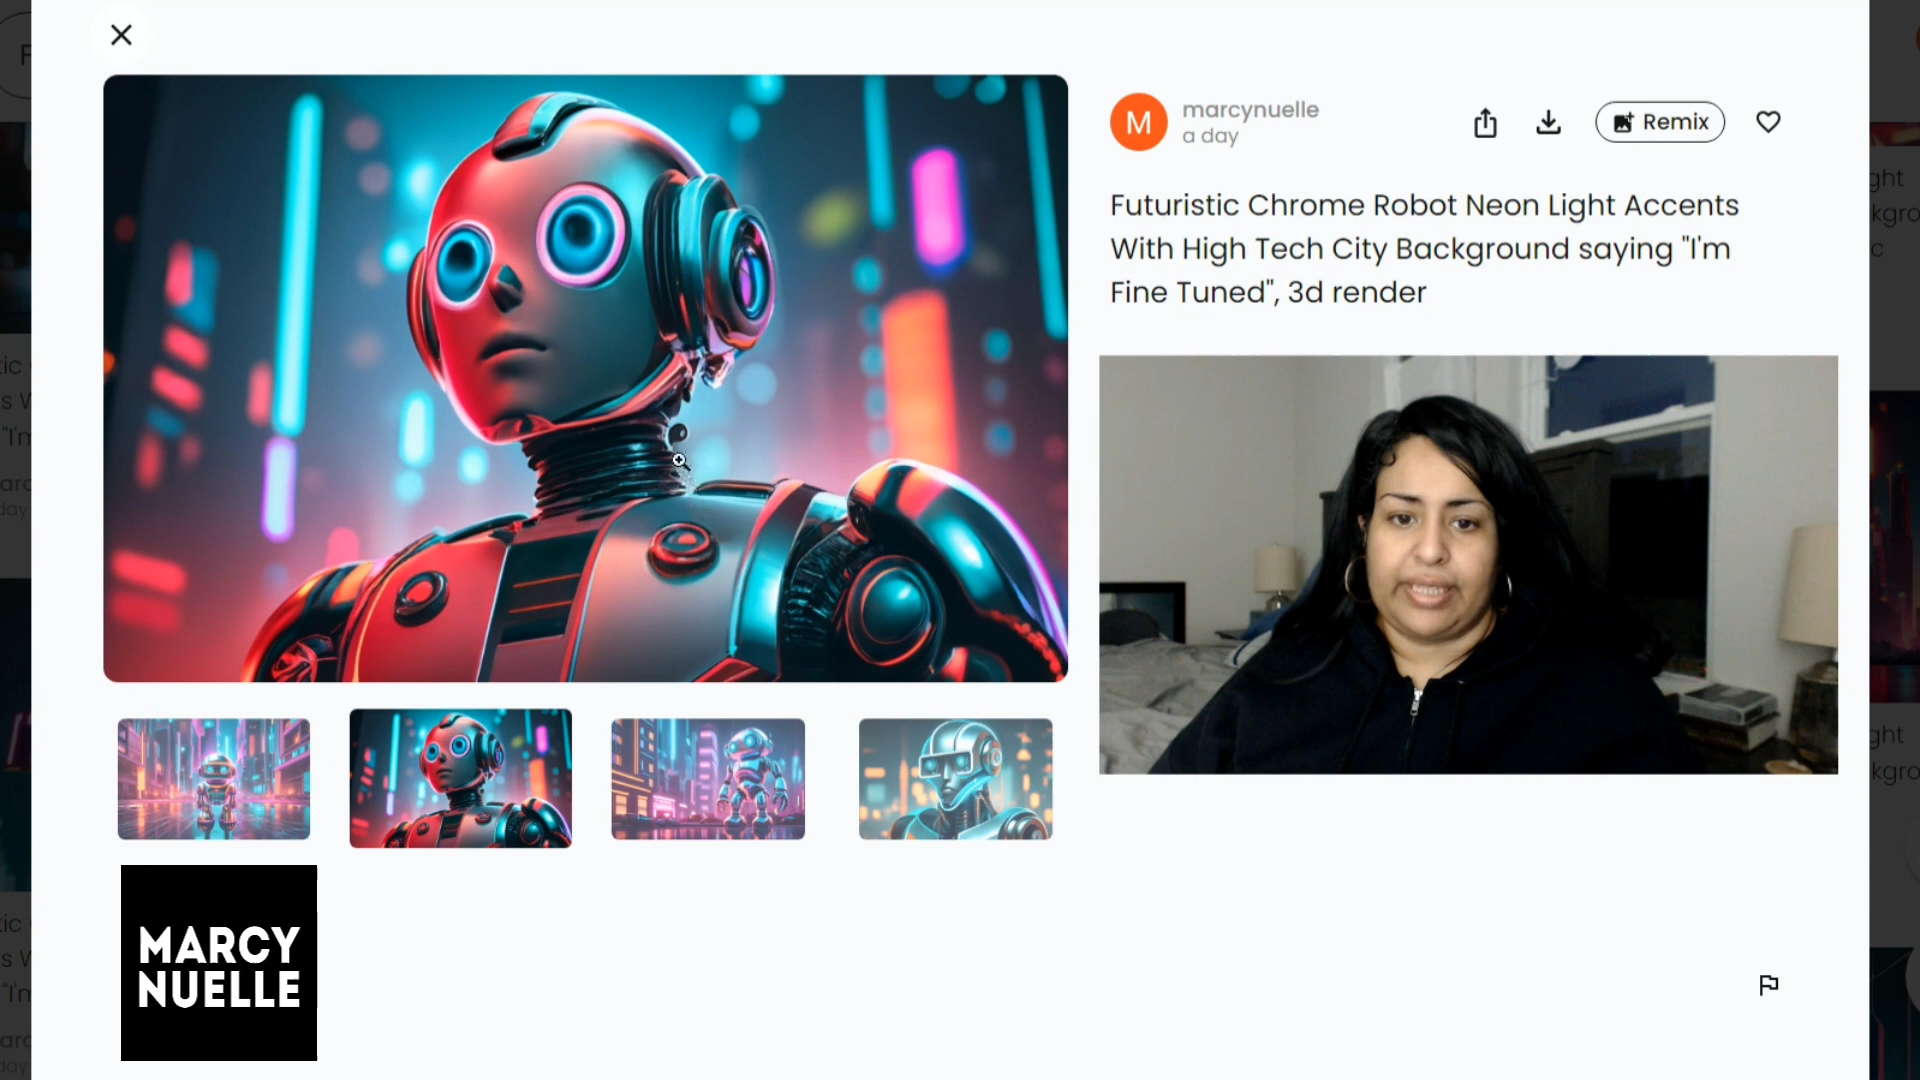 M
marcynuelle
a day
Remix
Futuristic Chrome Robot Neon Light Accents
With High Tech City Background saying "I'm
Fine Tuned", 3d render
MARCY
NUELLE